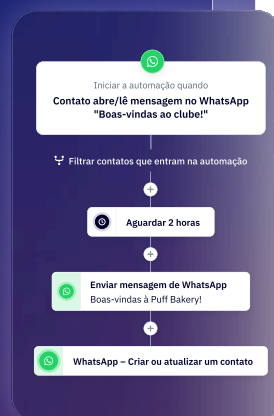 Iniciar a automação quando
Contato abre/lê mensagem no WhatsApp
"Boas-vindas ao clube!"
Filtrar contatos que entram na automação
Aguardar 2 horas
Enviar mensagem de WhatsApp
Boas-vindas à Puff Bakery!
WhatsApp – Criar ou atualizar um contato